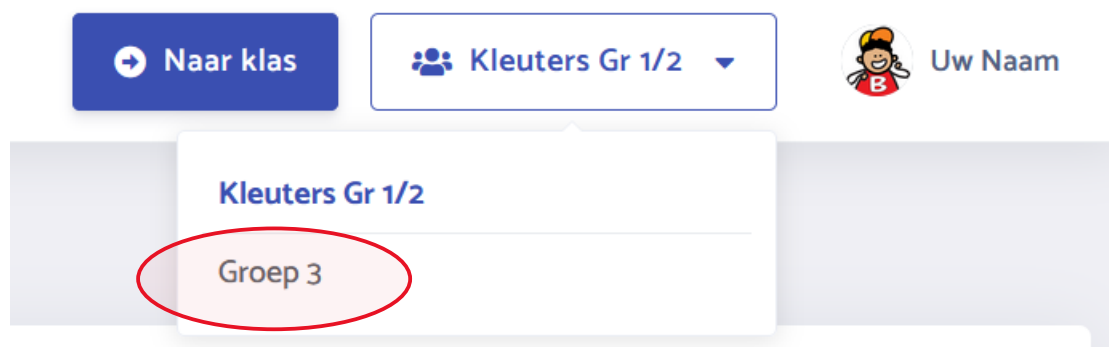 Naar klas
Kleuters Gr 1/2
Uw Naam
B
Kleuters Gr 1/2
Groep 3